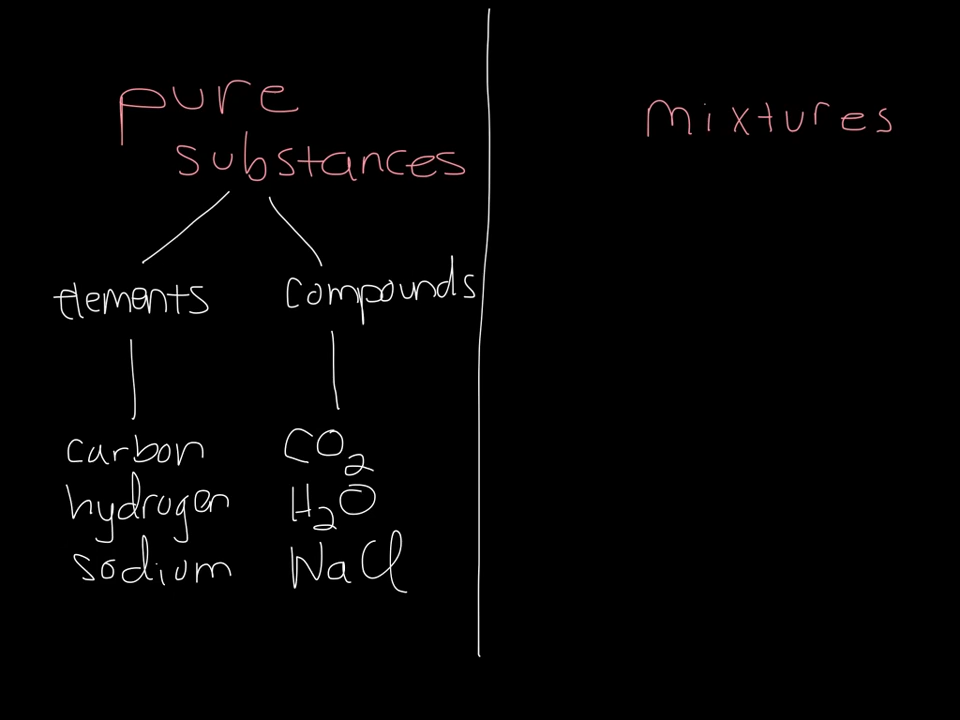 pure
substances
mixtures
elements
compounds
carbon
CO₂
hydrogen
H₂O
sodium
NaCl